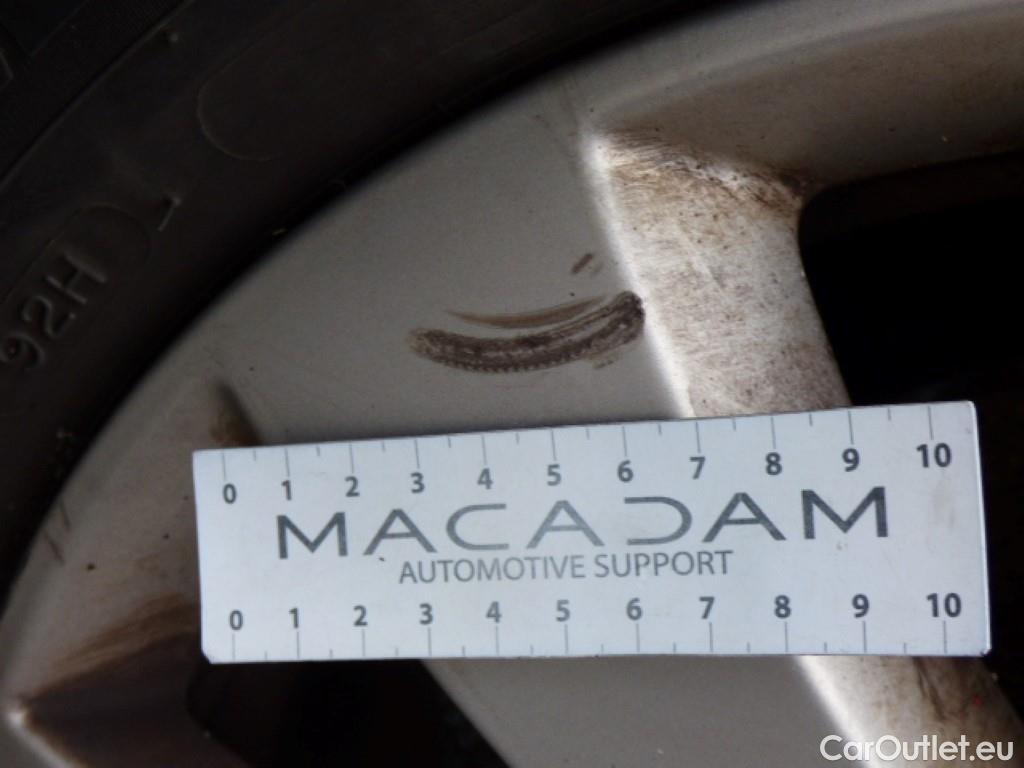 92H
0 1 2 3 4 5 6 7 8 9 10
MACADAM
AUTOMOTIVE SUPPORT
0 1 2 3 4 5 6 7 8 9 10
CarOutlet.eu